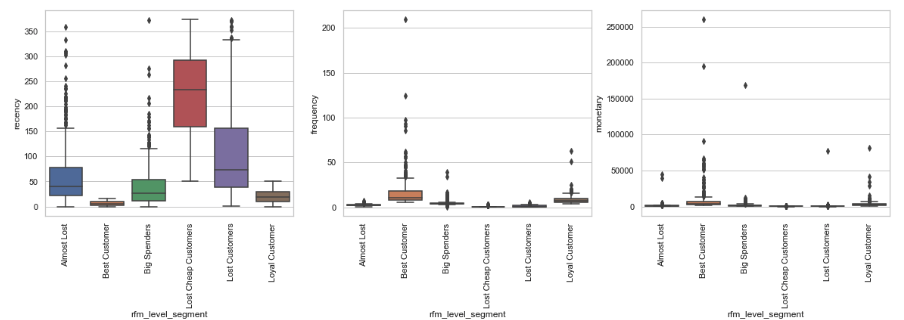 350
300
250
200
150
100
50
0
recency
Almost Lost
Best Customer
Big Spenders
Lost Cheap Customers
Lost Customers
Loyal Customer
rfm_level_segment
200
150
100
50
0
frequency
Almost Lost
Best Customer
Big Spenders
Lost Cheap Customers
Lost Customers
Loyal Customer
rfm_level_segment
250000
200000
150000
100000
50000
0
monetary
Almost Lost
Best Customer
Big Spenders
Lost Cheap Customers
Lost Customers
Loyal Customer
rfm_level_segment